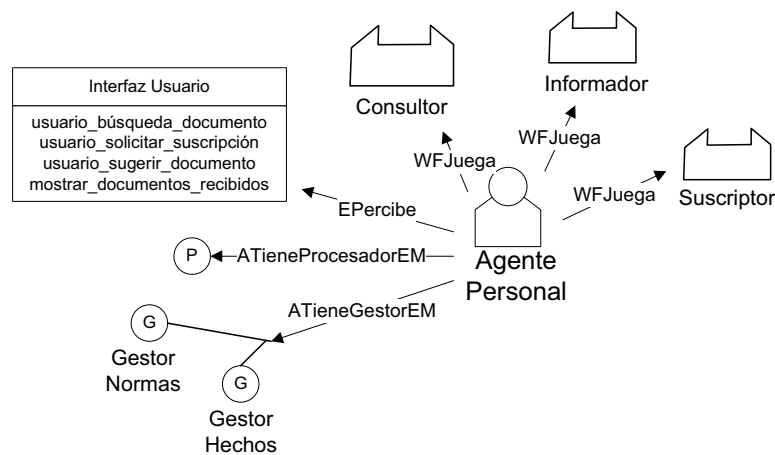 Interfaz Usuario
usuario_búsqueda_documento
usuario_solicitar_suscripción
usuario_sugerir_documento
mostrar_documentos_recibidos
Consultor
Informador
Suscriptor
WFJuega
WFJuega
WFJuega
EPercibe
Agente
Personal
P
ATieneProcesadorEM
ATieneGestorEM
G
Gestor
Normas
G
Gestor
Hechos